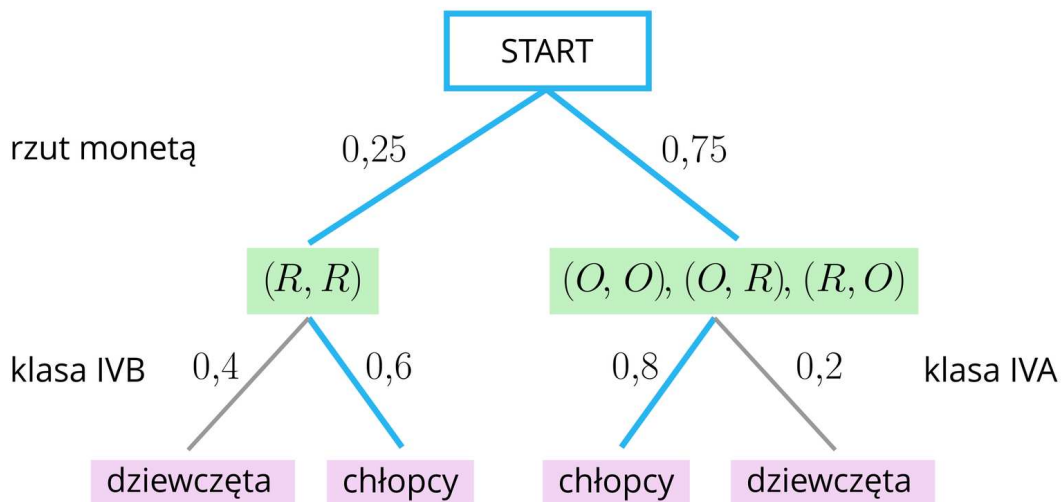 START
rzut monetą 0,25 0,75
(R, R) (O, O), (O, R), (R, O)
klasa IVB 0,4 0,6 0,8 0,2 klasa IVA
dziewczęta chłopcy chłopcy dziewczęta